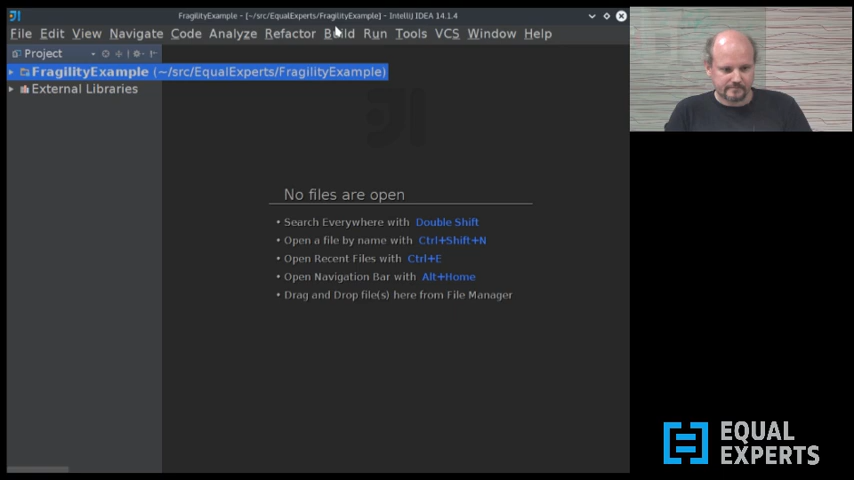 FragilityExample - [~/src/EqualExperts/FragilityExample] - IntelliJ IDEA 14.1.4
File Edit View Navigate Code Analyze Refactor Build Run Tools VCS Window Help
Project
FragilityExample (~/src/EqualExperts/FragilityExample)
External Libraries
No files are open
• Search Everywhere with Double Shift
• Open a file by name with Ctrl+Shift+N
• Open Recent Files with Ctrl+E
• Open Navigation Bar with Alt+Home
• Drag and Drop file(s) here from File Manager
EQUAL
EXPERTS